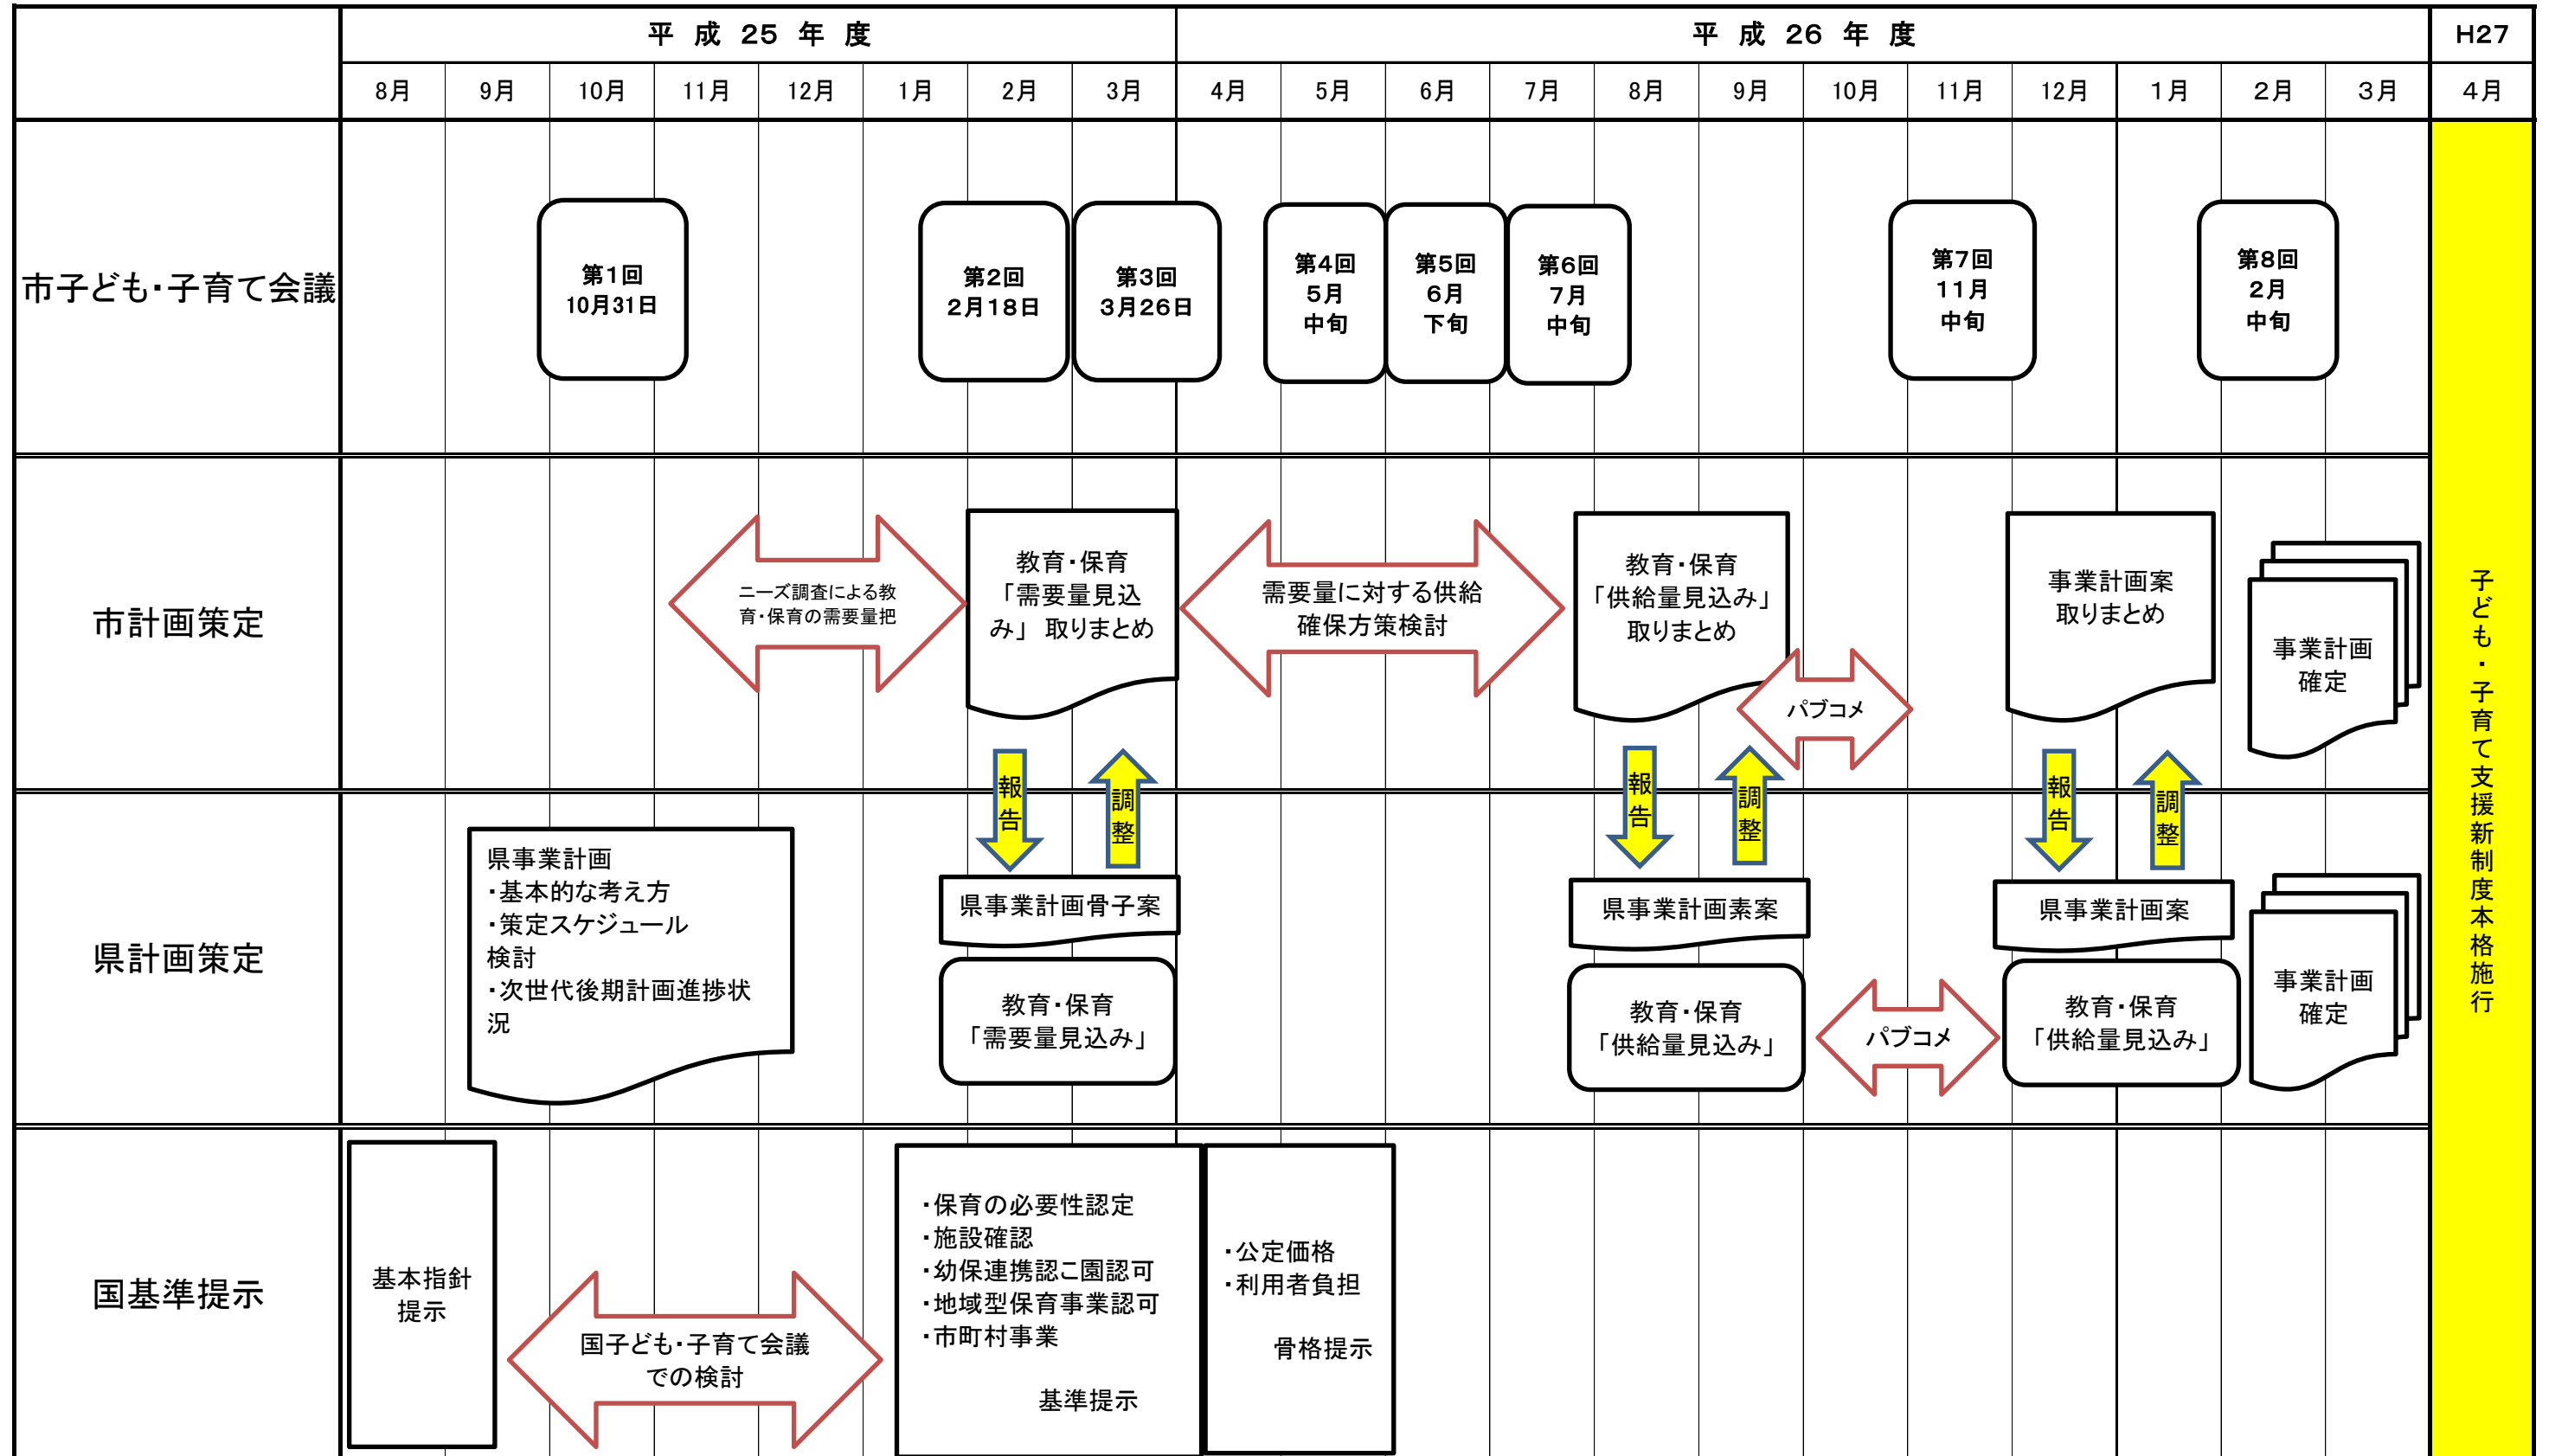 平 成 25 年 度
平 成 26 年 度
H27
8月
9月
10月
11月
12月
1月
2月
3月
4月
5月
6月
7月
8月
9月
10月
11月
12月
1月
2月
3月
4月
市子ども・子育て会議
第1回
10月31日
第2回
2月18日
第3回
3月26日
第4回
5月
中旬
第5回
6月
下旬
第6回
7月
中旬
第7回
11月
中旬
第8回
2月
中旬
市計画策定
ニーズ調査による教
育・保育の需要量把
教育・保育
「需要量見込
み」 取りまとめ
需要量に対する供給
確保方策検討
教育・保育
「供給量見込み」
取りまとめ
パブコメ
事業計画案
取りまとめ
事業計画
確定
報告
調整
報告
調整
報告
調整
県計画策定
県事業計画
・基本的な考え方
・策定スケジュール
検討
・次世代後期計画進捗状
況
県事業計画骨子案
教育・保育
「需要量見込み」
県事業計画素案
教育・保育
「供給量見込み」
パブコメ
県事業計画案
教育・保育
「供給量見込み」
事業計画
確定
国基準提示
基本指針
提示
国子ども・子育て会議
での検討
・保育の必要性認定
・施設確認
・幼保連携認こ園認可
・地域型保育事業認可
・市町村事業
基準提示
・公定価格
・利用者負担
骨格提示
子ども・子育て支援新制度本格施行